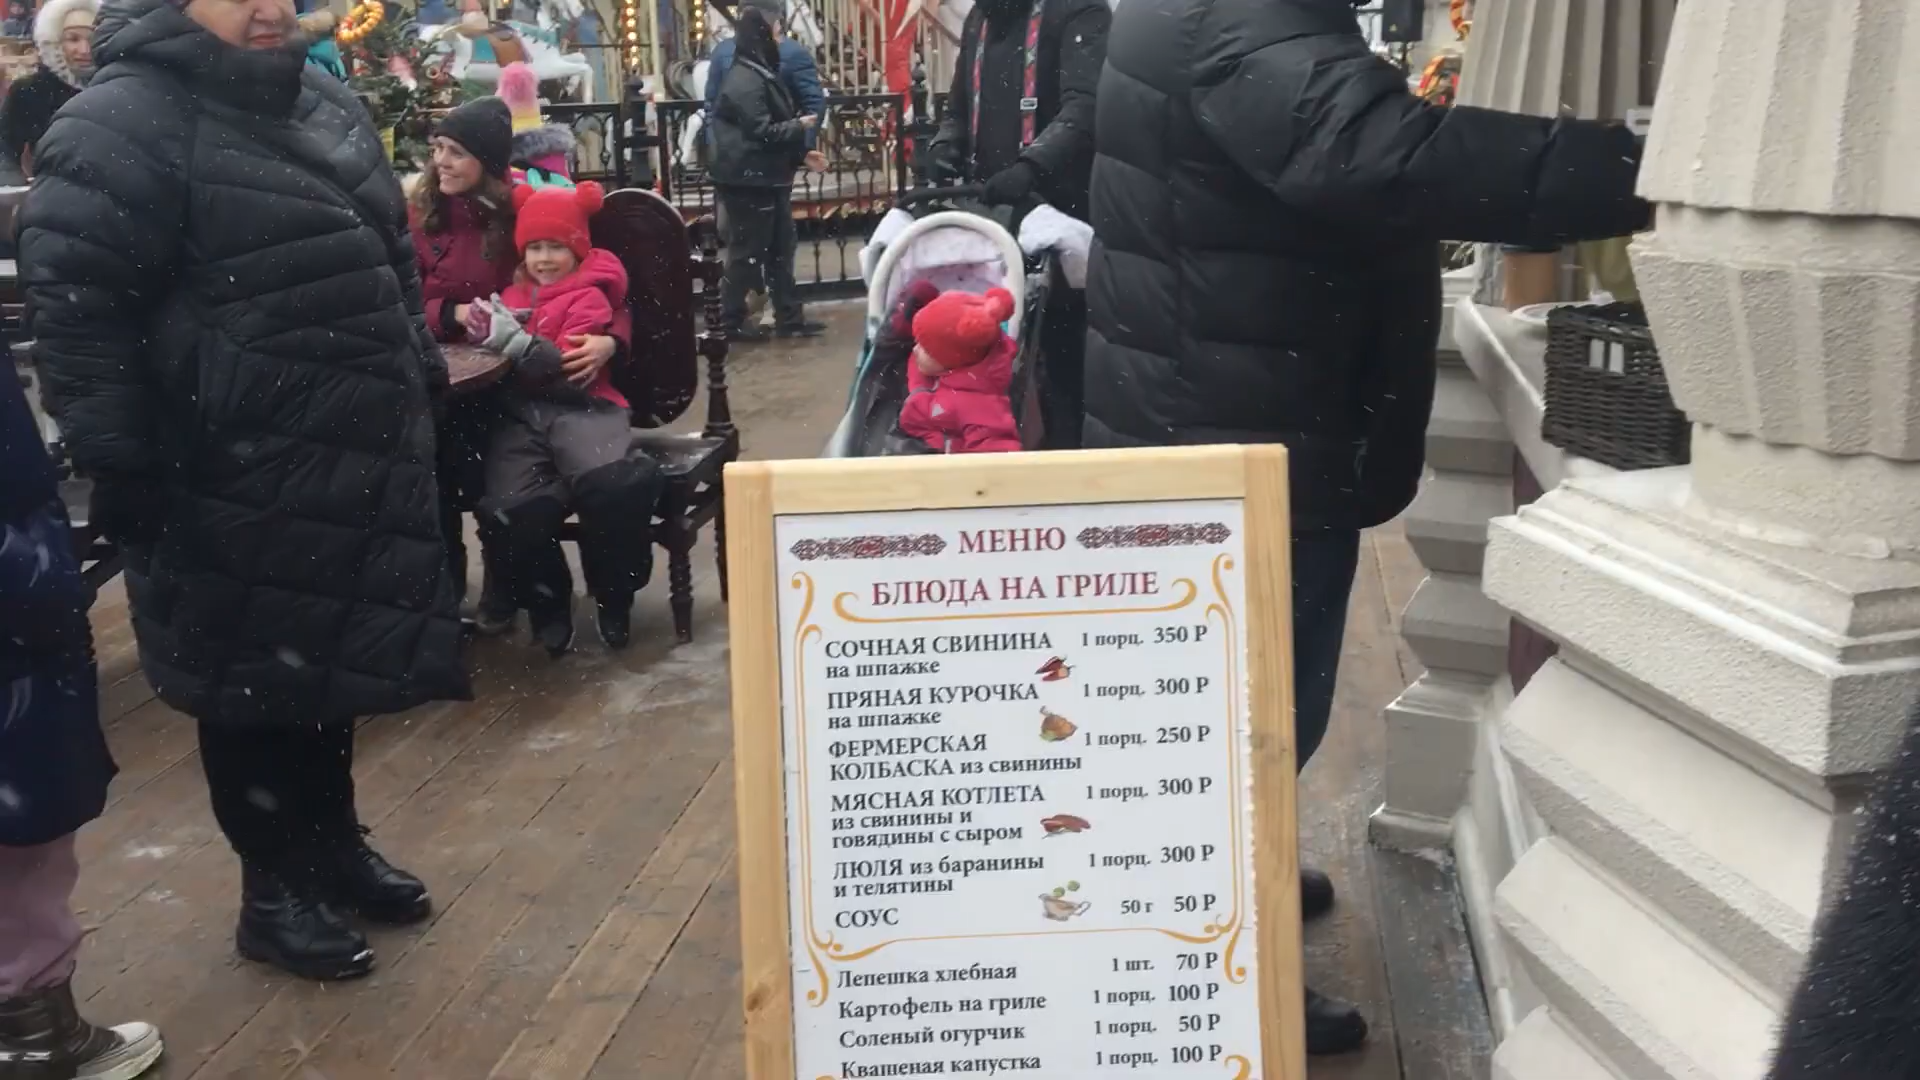 МЕНЮ
БЛЮДА НА ГРИЛЕ
СОЧНАЯ СВИНИНА 1 порц. 350 Р
на шпажке
ПРЯНАЯ КУРОЧКА 1 порц. 300 Р
на шпажке
ФЕРМЕРСКАЯ 1 порц. 250 Р
КОЛБАСКА из свинины
МЯСНАЯ КОТЛЕТА 1 порц. 300 Р
из свинины и
говядины с сыром
ЛЮЛЯ из баранины 1 порц. 300 Р
и телятины
СОУС 50 г 50 Р
Лепешка хлебная 1 шт. 70 Р
Картофель на гриле 1 порц. 100 Р
Соленый огурчик 1 порц. 50 Р
Квашеная капустка 1 порц. 100 Р